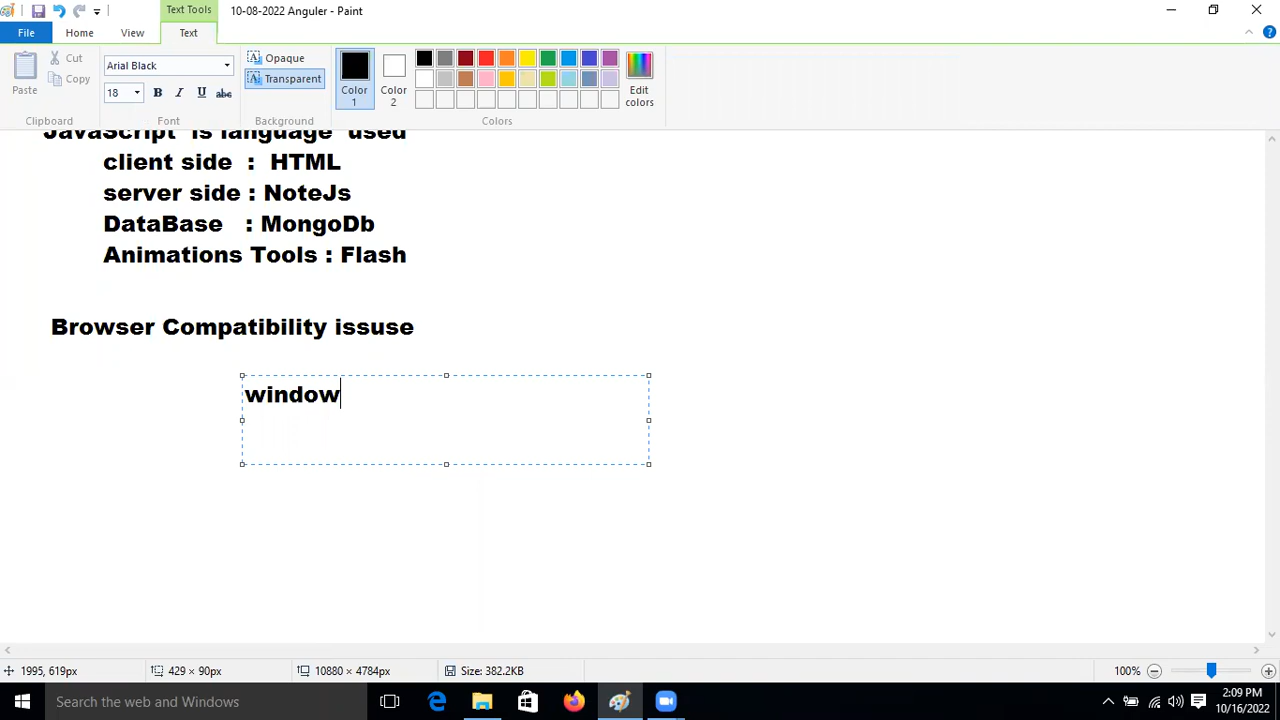 Text Tools
10-08-2022 Anguler - Paint
File
Home
View
Text
Paste
Cut
Copy
Clipboard
Arial Black
18
B I U abc
Font
Opaque
Transparent
Background
Color 1
Color 2
Edit colors
Colors
JavaScript is language used
client side : HTML
server side : NoteJs
DataBase : MongoDb
Animations Tools : Flash
Browser Compatibility issuse
window
1995, 619px
429 × 90px
10880 × 4784px
Size: 382.2KB
100%
Search the web and Windows
2:09 PM
10/16/2022